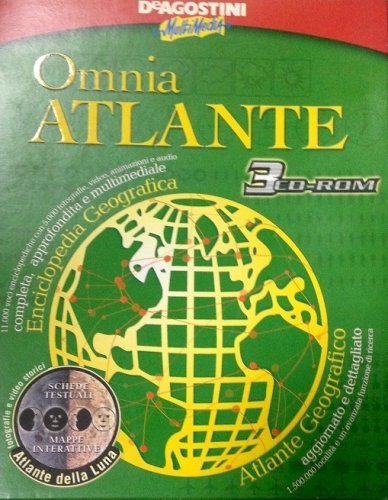 DeAGOSTINI
MultiMedia
Omnia
ATLANTE
3 CD-ROM
11.000 voci enciclopediche con 5.000 fotografie, video, animazioni e audio
completa, approfondita e multimediale
Enciclopedia Geografica
Atlante Geografico
aggiornato e dettagliato
1.500.000 località e un'avanzata funzione di ricerca
fotografie e video storici
SCHEDE
TESTUALI
MAPPE
INTERATTIVE
Atlante della Luna